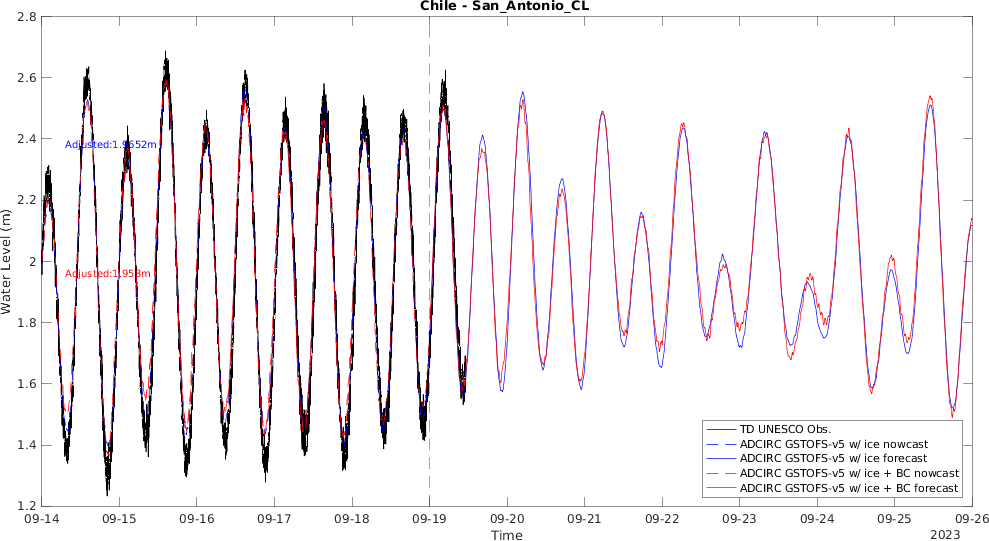 Chile - San_Antonio_CL
2.8
2.6
2.4
2.2
2
1.8
1.6
1.4
1.2
Water Level (m)
Adjusted:1.9652m
Adjusted:1.958m
TD UNESCO Obs.
ADCIRC GSTOFS-v5 w/ ice nowcast
ADCIRC GSTOFS-v5 w/ ice forecast
ADCIRC GSTOFS-v5 w/ ice + BC nowcast
ADCIRC GSTOFS-v5 w/ ice + BC forecast
09-14 09-15 09-16 09-17 09-18 09-19 09-20 09-21 09-22 09-23 09-24 09-25 09-26
Time
2023